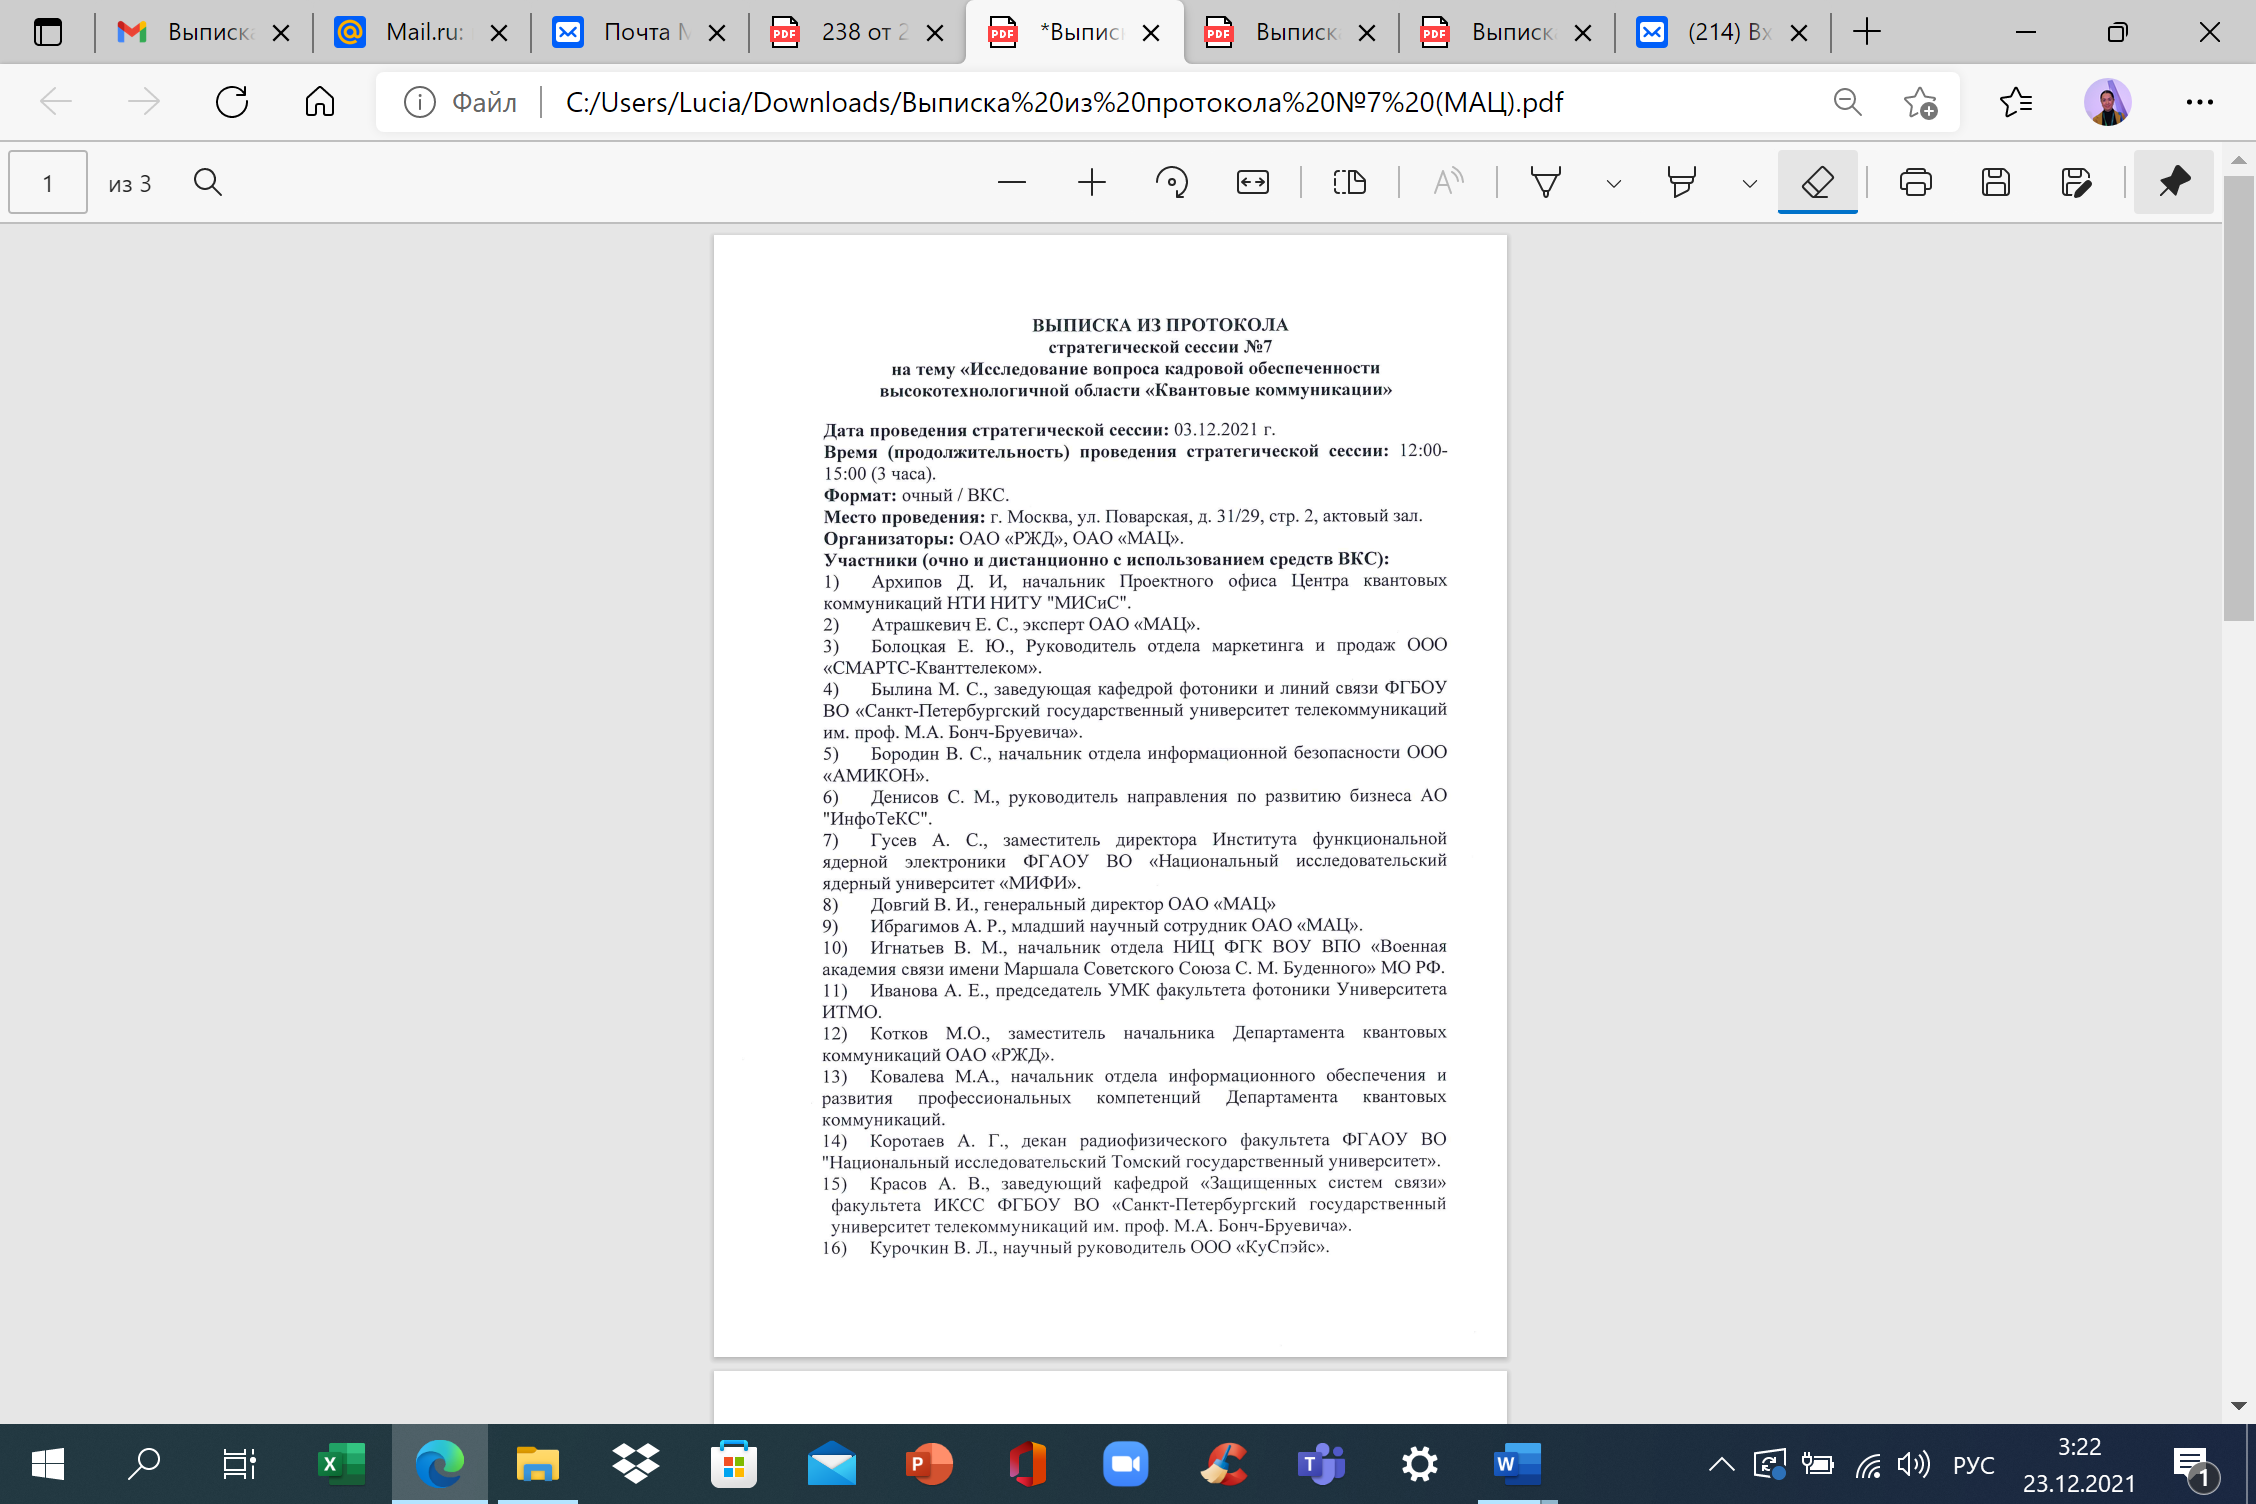 Выписка
Mail.ru:
Почта М
238 от 2
*Выпис
Выписк
Выписк
(214) Вх
Файл
C:/Users/Lucia/Downloads/Выписка%20из%20протокола%20№7%20(МАЦ).pdf
1
из 3
ВЫПИСКА ИЗ ПРОТОКОЛА
стратегической сессии №7
на тему «Исследование вопроса кадровой обеспеченности
высокотехнологичной области «Квантовые коммуникации»
Дата проведения стратегической сессии: 03.12.2021 г.
Время (продолжительность) проведения стратегической сессии: 12:00-
15:00 (3 часа).
Формат: очный / ВКС.
Место проведения: г. Москва, ул. Поварская, д. 31/29, стр. 2, актовый зал.
Организаторы: ОАО «РЖД», ОАО «МАЦ».
Участники (очно и дистанционно с использованием средств ВКС):
1) Архипов Д. И, начальник Проектного офиса Центра квантовых
коммуникаций НТИ НИТУ "МИСиС".
2) Атрашкевич Е. С., эксперт ОАО «МАЦ».
3) Болоцкая Е. Ю., Руководитель отдела маркетинга и продаж ООО
«СМАРТС-Кванттелеком».
4) Былина М. С., заведующая кафедрой фотоники и линий связи ФГБОУ
ВО «Санкт-Петербургский государственный университет телекоммуникаций
им. проф. М.А. Бонч-Бруевича».
5) Бородин В. С., начальник отдела информационной безопасности ООО
«АМИКОН».
6) Денисов С. М., руководитель направления по развитию бизнеса АО
"ИнфоТеКС".
7) Гусев А. С., заместитель директора Института функциональной
ядерной электроники ФГАОУ ВО «Национальный исследовательский
ядерный университет «МИФИ».
8) Довгий В. И., генеральный директор ОАО «МАЦ»
9) Ибрагимов А. Р., младший научный сотрудник ОАО «МАЦ».
10) Игнатьев В. М., начальник отдела НИЦ ФГК ВОУ ВПО «Военная
академия связи имени Маршала Советского Союза С. М. Буденного» МО РФ.
11) Иванова А. Е., председатель УМК факультета фотоники Университета
ИТМО.
12) Котков М.О., заместитель начальника Департамента квантовых
коммуникаций ОАО «РЖД».
13) Ковалева М.А., начальник отдела информационного обеспечения и
развития профессиональных компетенций Департамента квантовых
коммуникаций.
14) Коротаев А. Г., декан радиофизического факультета ФГАОУ ВО
"Национальный исследовательский Томский государственный университет».
15) Красов А. В., заведующий кафедрой «Защищенных систем связи»
факультета ИКСС ФГБОУ ВО «Санкт-Петербургский государственный
университет телекоммуникаций им. проф. М.А. Бонч-Бруевича».
16) Курочкин В. Л., научный руководитель ООО «КуСпэйс».
РУС
3:22
23.12.2021
1